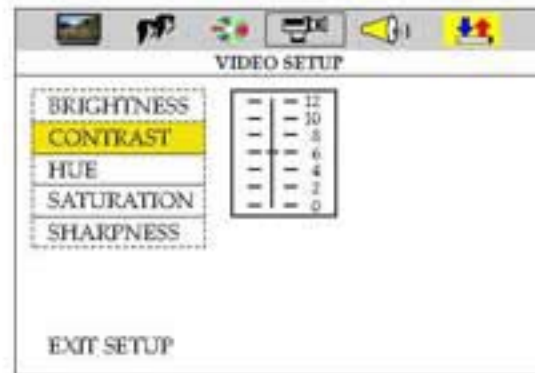 VIDEO SETUP
BRIGHTNESS
CONTRAST
HUE
SATURATION
SHARPNESS
12
10
8
6
4
2
0
EXIT SETUP